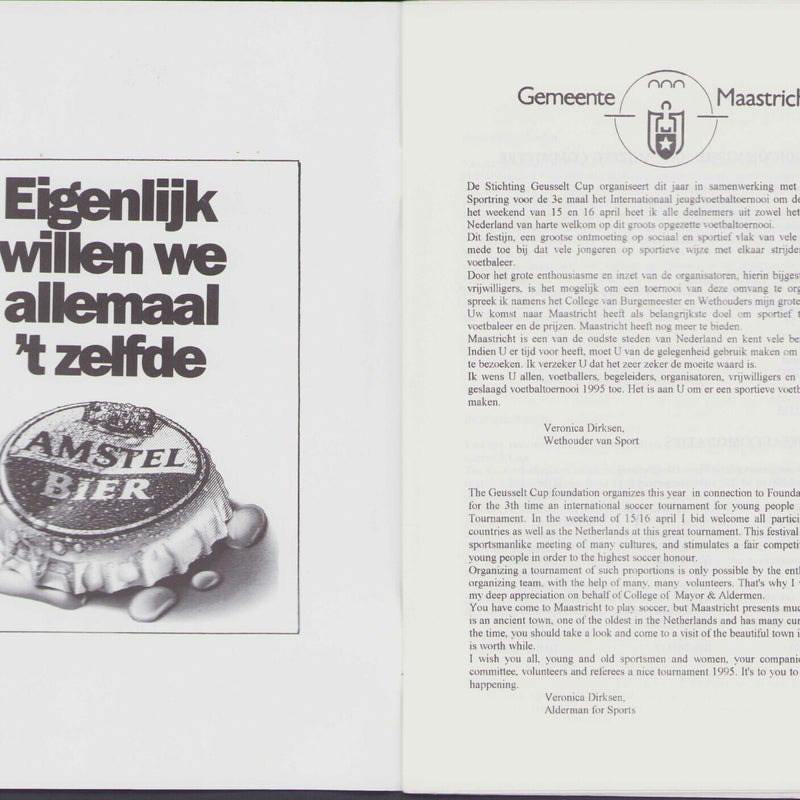 Eigenlijk
willen we
allemaal
't zelfde
AMSTEL
BIER
Gemeente Maastrich
De Stichting Geusselt Cup organiseert dit jaar in samenwerking met
Sportring voor de 3e maal het Internationaal jeugdvoetbaltoernooi om de
het weekend van 15 en 16 april heet ik alle deelnemers uit zowel het
Nederland van harte welkom op dit groots opgezette voetbaltoernooi.
Dit festijn, een grootse ontmoeting op sociaal en sportief vlak van vele
mede toe bij dat vele jongeren op sportieve wijze met elkaar strijden
voetbaleer.
Door het grote enthousiasme en inzet van de organisatoren, hierin bijgest
vrijwilligers, is het mogelijk om een toernooi van deze omvang te org
spreek ik namens het College van Burgemeester en Wethouders mijn grote
Uw komst naar Maastricht heeft als belangrijkste doel om sportief t
voetbaleer en de prijzen. Maastricht heeft nog meer te bieden.
Maastricht is een van de oudste steden van Nederland en kent vele be
Indien U er tijd voor heeft, moet U van de gelegenheid gebruik maken om
te bezoeken. Ik verzeker U dat het zeer zeker de moeite waard is.
Ik wens U allen, voetballers, begeleiders, organisatoren, vrijwilligers en
geslaagd voetbaltoernooi 1995 toe. Het is aan U om er een sportieve voetb
maken.
Veronica Dirksen,
Wethouder van Sport
The Geusselt Cup foundation organizes this year in connection to Founda
for the 3th time an international soccer tournament for young people
Tournament. In the weekend of 15/16 april I bid welcome all partici
countries as well as the Netherlands at this great tournament. This festival
sportsmanlike meeting of many cultures, and stimulates a fair competi
young people in order to the highest soccer honour.
Organizing a tournament of such proportions is only possible by the enth
organizing team, with the help of many, many volunteers. That's why I
my deep appreciation on behalf of College of Mayor & Aldermen.
You have come to Maastricht to play soccer, but Maastricht presents muc
is an ancient town, one of the oldest in the Netherlands and has many cur
the time, you should take a look and come to a visit of the beautiful town i
is worth while.
I wish you all, young and old sportsmen and women, your companie
committee, volunteers and referees a nice tournament 1995. It's to you to
happening.
Veronica Dirksen,
Alderman for Sports